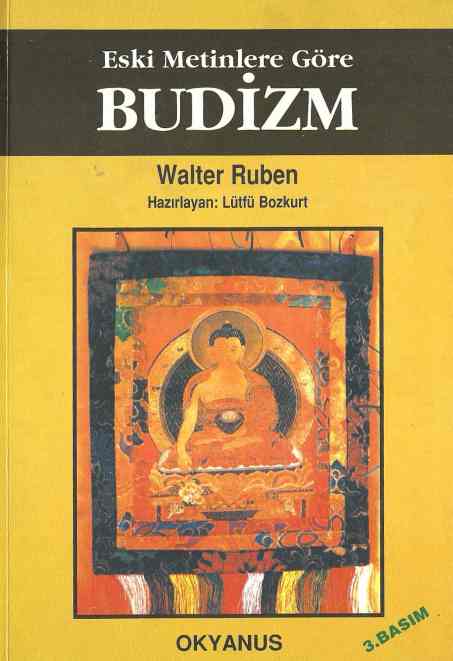 Eski Metinlere Göre
BUDİZM
Walter Ruben
Hazırlayan: Lütfü Bozkurt
OKYANUS
3.BASIM